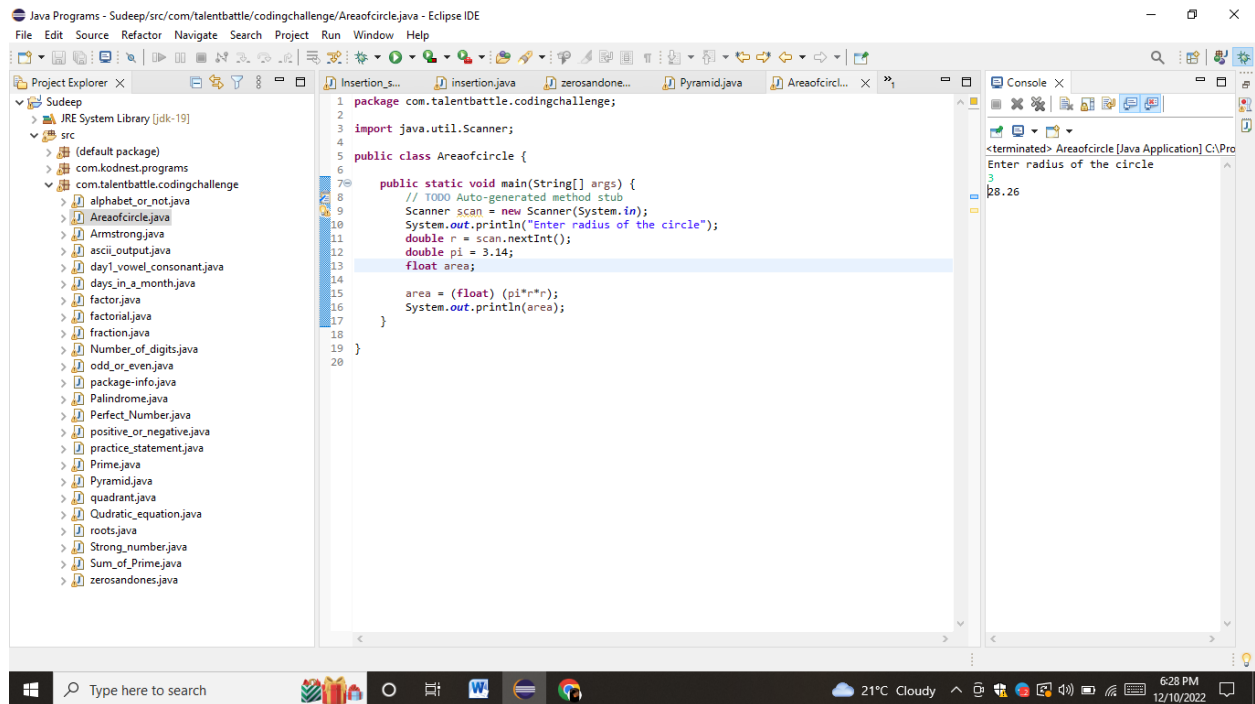 Java Programs - Sudeep/src/com/talentbattle/codingchallenge/Areaofcircle.java - Eclipse IDE
File Edit Source Refactor Navigate Search Project Run Window Help
Project Explorer
Insertion_s... insertion.java zerosandone... Pyramid.java Areaofcircl... »1
Console
Sudeep
JRE System Library [jdk-19]
src
(default package)
com.kodnest.programs
com.talentbattle.codingchallenge
alphabet_or_not.java
Areaofcircle.java
Armstrong.java
ascii_output.java
day1_vowel_consonant.java
days_in_a_month.java
factor.java
factorial.java
fraction.java
Number_of_digits.java
odd_or_even.java
package-info.java
Palindrome.java
Perfect_Number.java
positive_or_negative.java
practice_statement.java
Prime.java
Pyramid.java
quadrant.java
Qudratic_equation.java
roots.java
Strong_number.java
Sum_of_Prime.java
zerosandones.java
1 package com.talentbattle.codingchallenge;
2
3 import java.util.Scanner;
4
5 public class Areaofcircle {
6
7 public static void main(String[] args) {
8 // TODO Auto-generated method stub
9 Scanner scan = new Scanner(System.in);
10 System.out.println("Enter radius of the circle");
11 double r = scan.nextInt();
12 double pi = 3.14;
13 float area;
14
15 area = (float) (pi*r*r);
16 System.out.println(area);
17 }
18
19 }
20
<terminated> Areaofcircle [Java Application] C:\Pro
Enter radius of the circle
3
28.26
Type here to search
21°C Cloudy
6:28 PM
12/10/2022